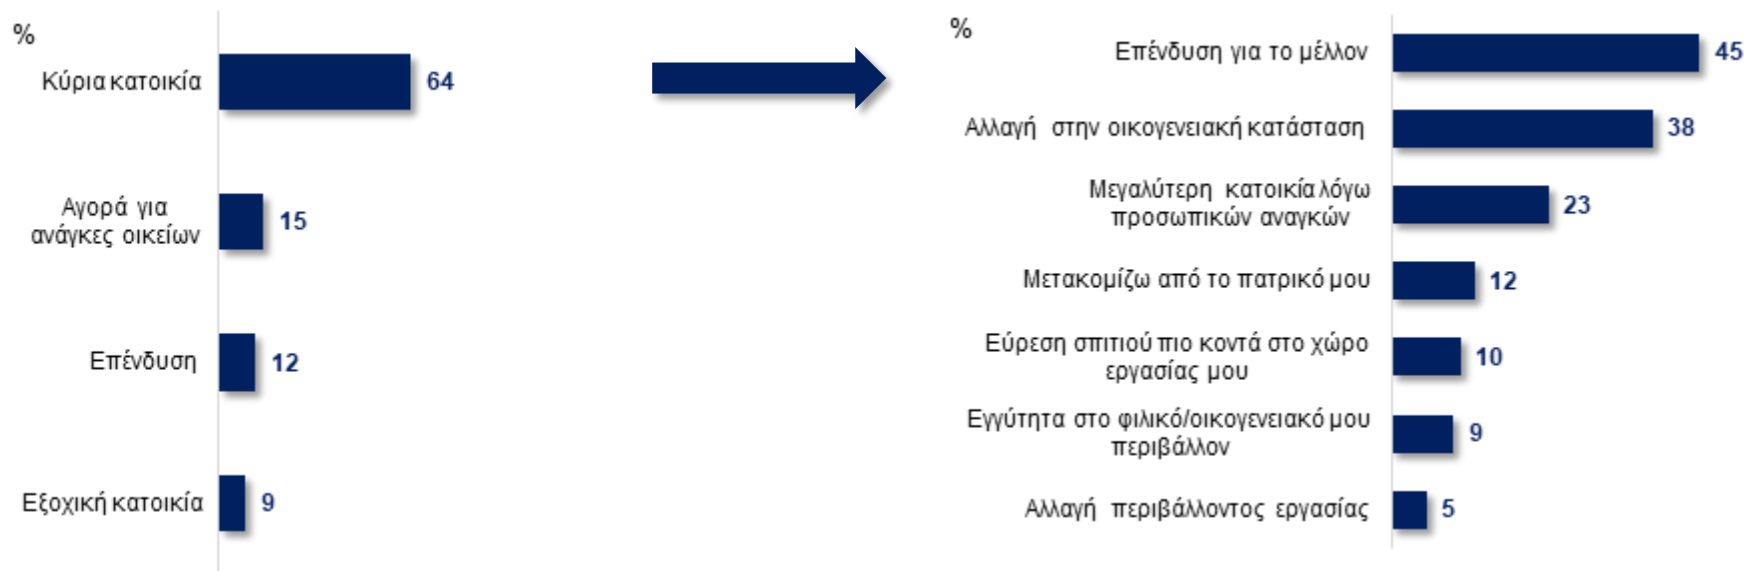 %
Κύρια κατοικία
64
Αγορά για
ανάγκες οικείων
15
Επένδυση
12
Εξοχική κατοικία
9
%
Επένδυση για το μέλλον
45
Αλλαγή στην οικογενειακή κατάσταση
38
Μεγαλύτερη κατοικία λόγω
προσωπικών αναγκών
23
Μετακομίζω από το πατρικό μου
12
Εύρεση σπιτιού πιο κοντά στο χώρο
εργασίας μου
10
Εγγύτητα στο φιλικό/οικογενειακό μου
περιβάλλον
9
Αλλαγή περιβάλλοντος εργασίας
5